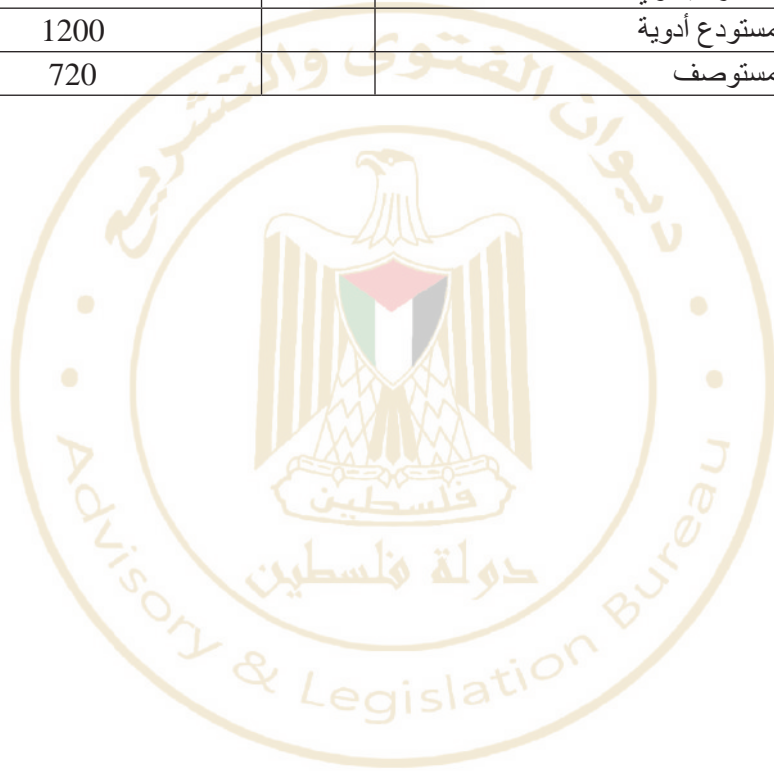 مستودع أدوية 1200
مستوصف 720
ديوان الفتوى والتشريع
فلسطين
دولة فلسطين
Advisory & Legislation Bureau